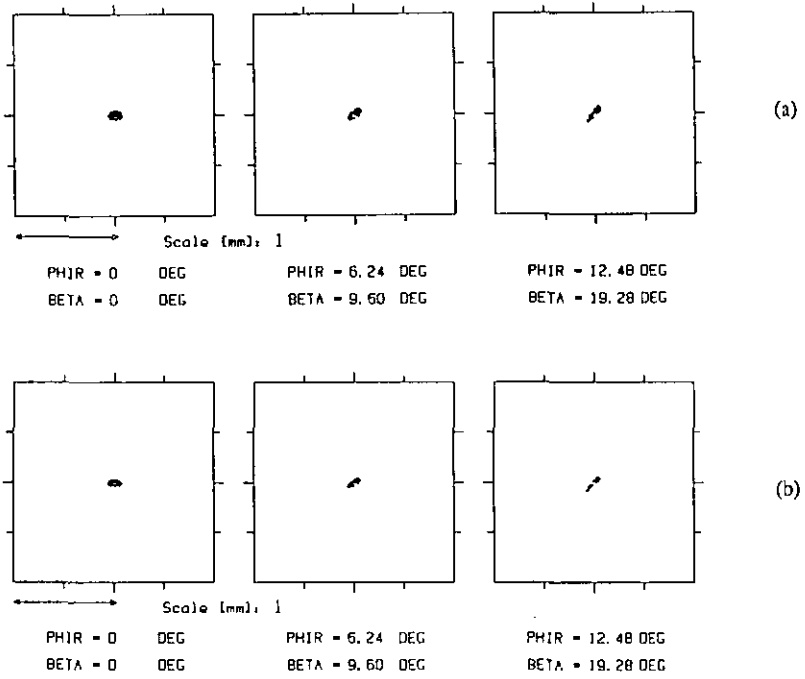 (a)
Scale [mm]: 1
PHIR = 0 DEG PHIR = 6.24 DEG PHIR = 12.48 DEG
BETA = 0 DEG BETA = 9.60 DEG BETA = 19.28 DEG
(b)
Scale [mm]: 1
PHIR = 0 DEG PHIR = 6.24 DEG PHIR = 12.48 DEG
BETA = 0 DEG BETA = 9.60 DEG BETA = 19.28 DEG